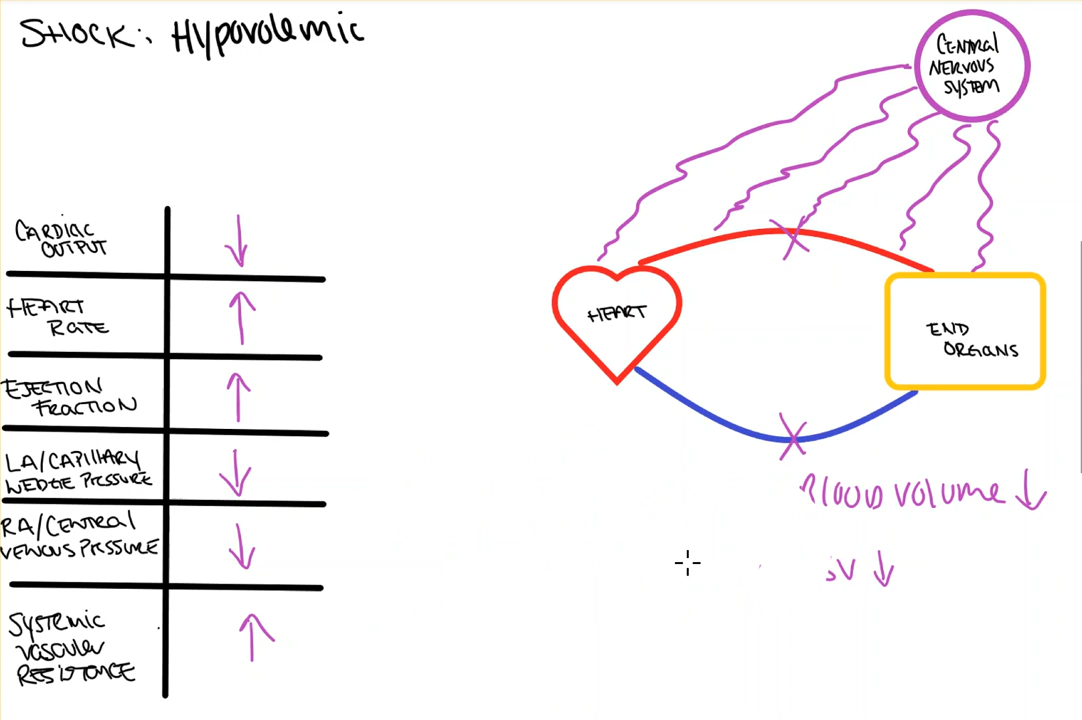 SHOCK: Hypovolemic
CENTRAL
NERVOUS
SYSTEM
CARDIAC
OUTPUT
↓
HEART
RATE
↑
EJECTION
FRACTION
↑
LA/CAPILLARY
WEDGE PRESSURE
↓
RA/CENTRAL
VENOUS PRESSURE
↓
SYSTEMIC
VASCULAR
RESISTANCE
↑
HEART
END
ORGANS
BLOOD VOLUME ↓
SV ↓